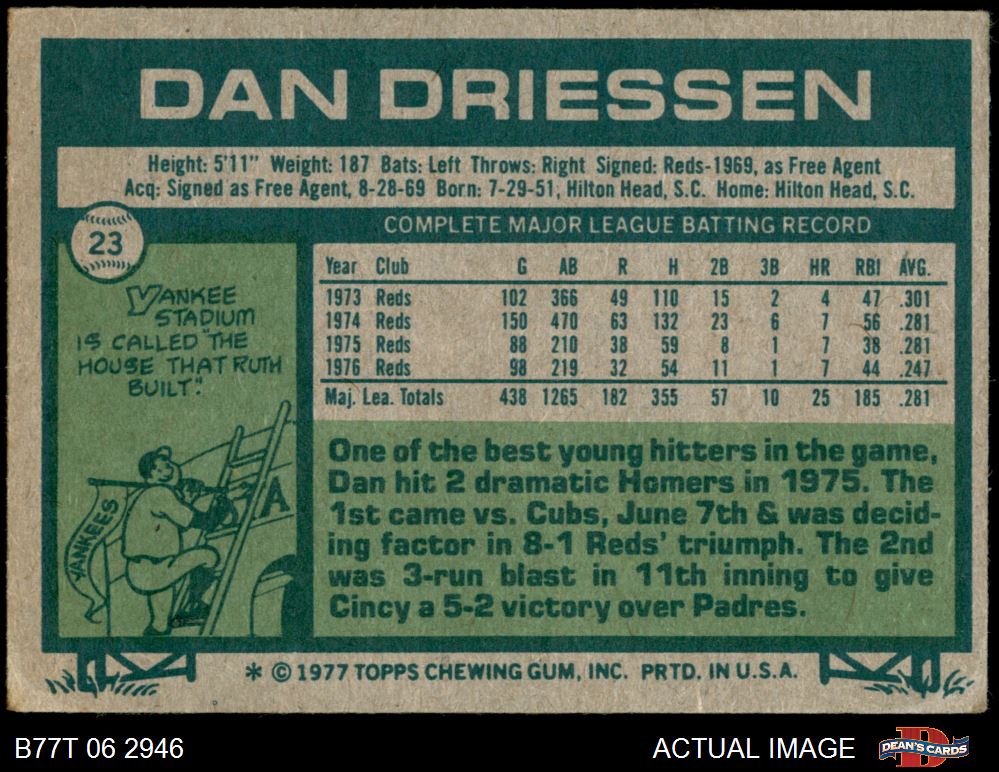 DAN DRIESSEN
Height: 5'11" Weight: 187 Bats: Left Throws: Right Signed: Reds-1969, as Free Agent
Acq: Signed as Free Agent, 8-28-69 Born: 7-29-51, Hilton Head, S.C. Home: Hilton Head, S.C.
23
YANKEE
STADIUM
IS CALLED "THE
HOUSE THAT RUTH
BUILT."
YANKEES
A
COMPLETE MAJOR LEAGUE BATTING RECORD
Year Club G AB R H 2B 3B HR RBI AVG.
1973 Reds 102 366 49 110 15 2 4 47 .301
1974 Reds 150 470 63 132 23 6 7 56 .281
1975 Reds 88 210 38 59 8 1 7 38 .281
1976 Reds 98 219 32 54 11 1 7 44 .247
Maj. Lea. Totals 438 1265 182 355 57 10 25 185 .281
One of the best young hitters in the game,
Dan hit 2 dramatic Homers in 1975. The
1st came vs. Cubs, June 7th & was decid-
ing factor in 8-1 Reds' triumph. The 2nd
was 3-run blast in 11th inning to give
Cincy a 5-2 victory over Padres.
* © 1977 TOPPS CHEWING GUM, INC. PRTD. IN U.S.A.
B77T 06 2946
ACTUAL IMAGE
D
DEAN'S CARDS